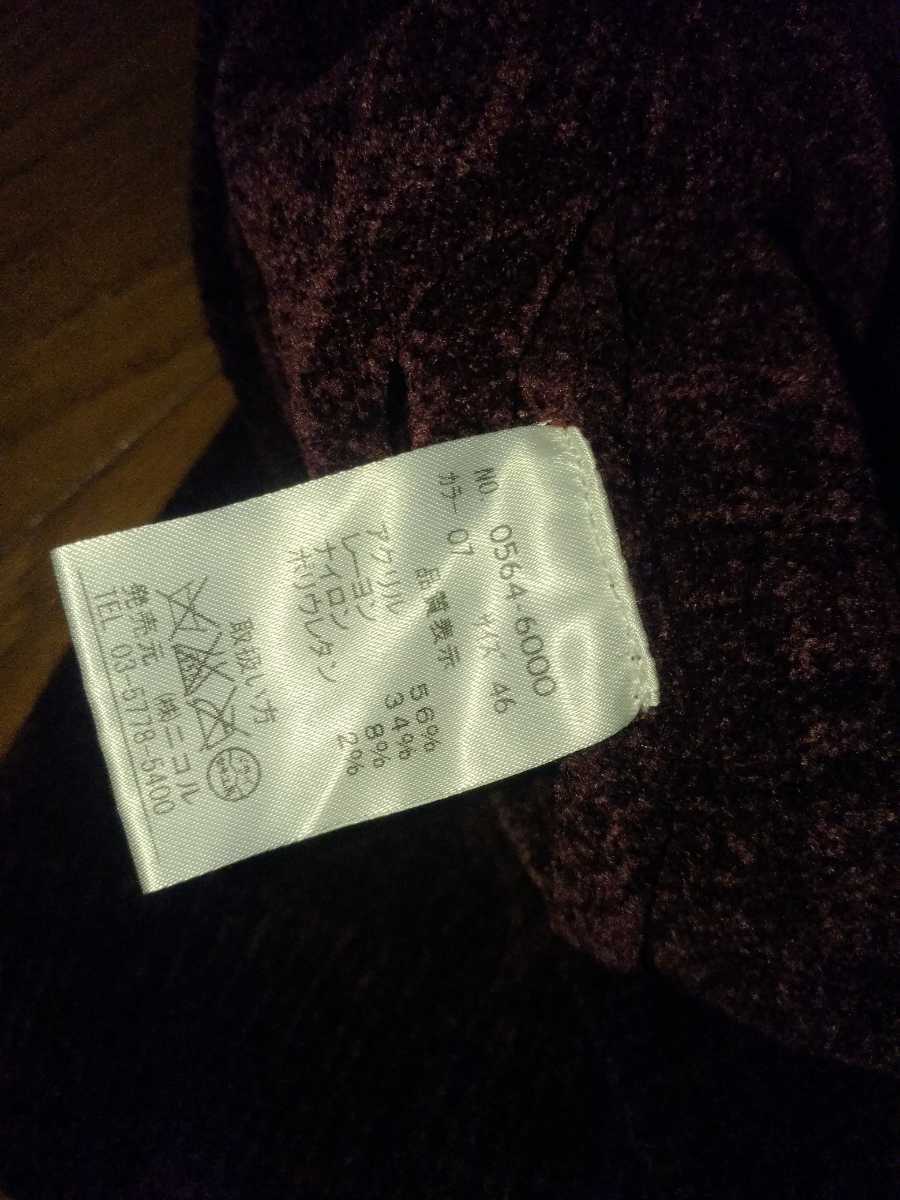 NO 0564-6000
カラー 07 サイズ 46
品質表示
アクリル 56%
レーヨン 34%
ナイロン 8%
ポリウレタン 2%
取扱い方
発売元 ㈱ニコル
TEL 03-5778-5400